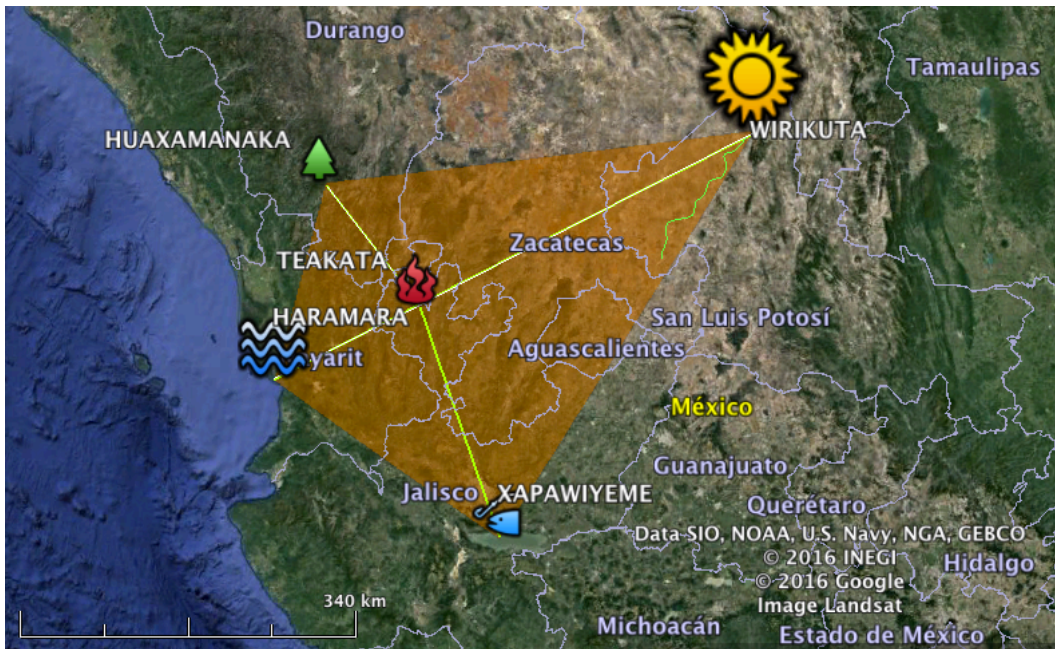 Durango
Tamaulipas
HUAXAMANAKA
WIRIKUTA
Zacatecas
TEAKATA
HARAMARA
San Luis Potosí
yarit
Aguascalientes
México
Guanajuato
Jalisco
XAPAWIYEME
Querétaro
Data SIO, NOAA, U.S. Navy, NGA, GEBCO
© 2016 INEGI
Hidalgo
© 2016 Google
340 km
Image Landsat
Michoacán
Estado de México